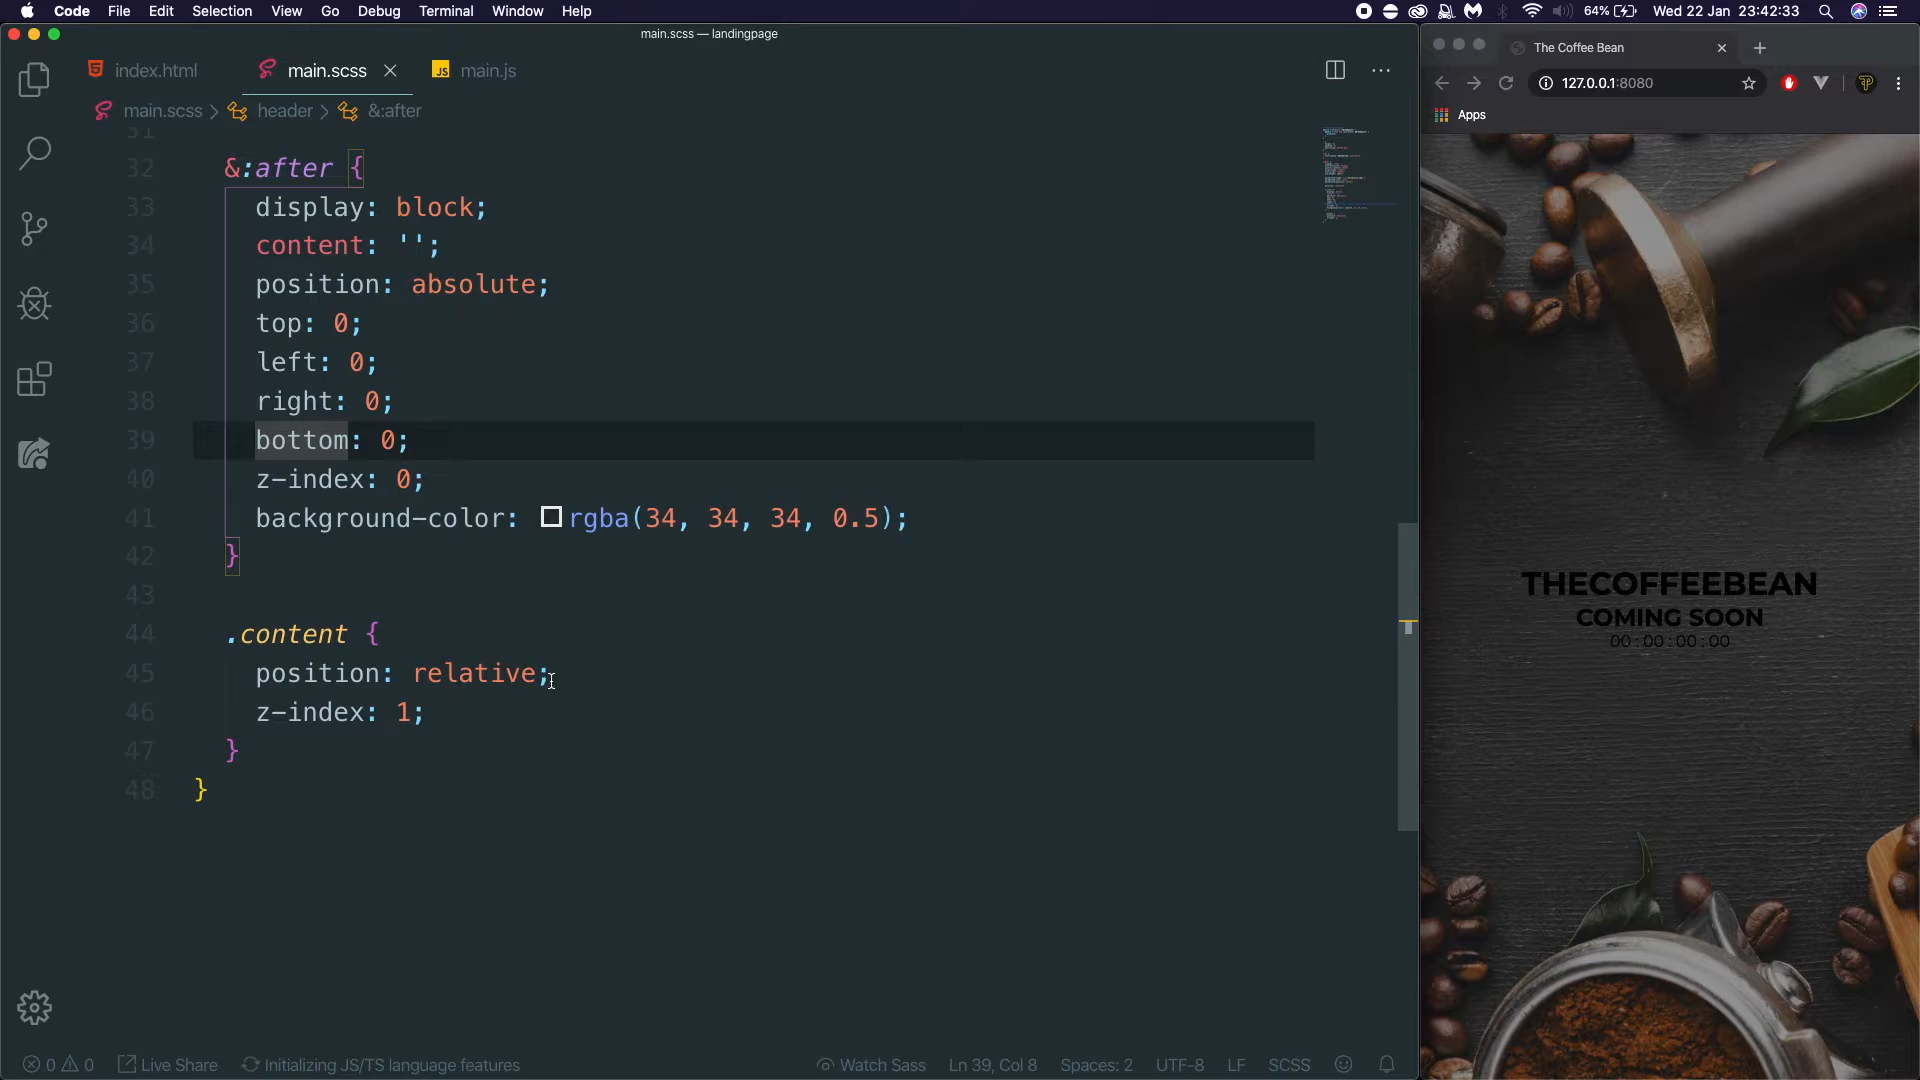 Code File Edit Selection View Go Debug Terminal Window Help
64% Wed 22 Jan 23:42:33
main.scss — landingpage
index.html main.scss JS main.js
main.scss > header > &:after
31
32 &:after {
33 display: block;
34 content: '';
35 position: absolute;
36 top: 0;
37 left: 0;
38 right: 0;
39 bottom: 0;
40 z-index: 0;
41 background-color: rgba(34, 34, 34, 0.5);
42 }
43
44 .content {
45 position: relative;
46 z-index: 1;
47 }
48 }
0 0 Live Share Initializing JS/TS language features Watch Sass Ln 39, Col 8 Spaces: 2 UTF-8 LF SCSS
The Coffee Bean
127.0.0.1:8080
Apps
THECOFFEEBEAN
COMING SOON
00:00:00:00